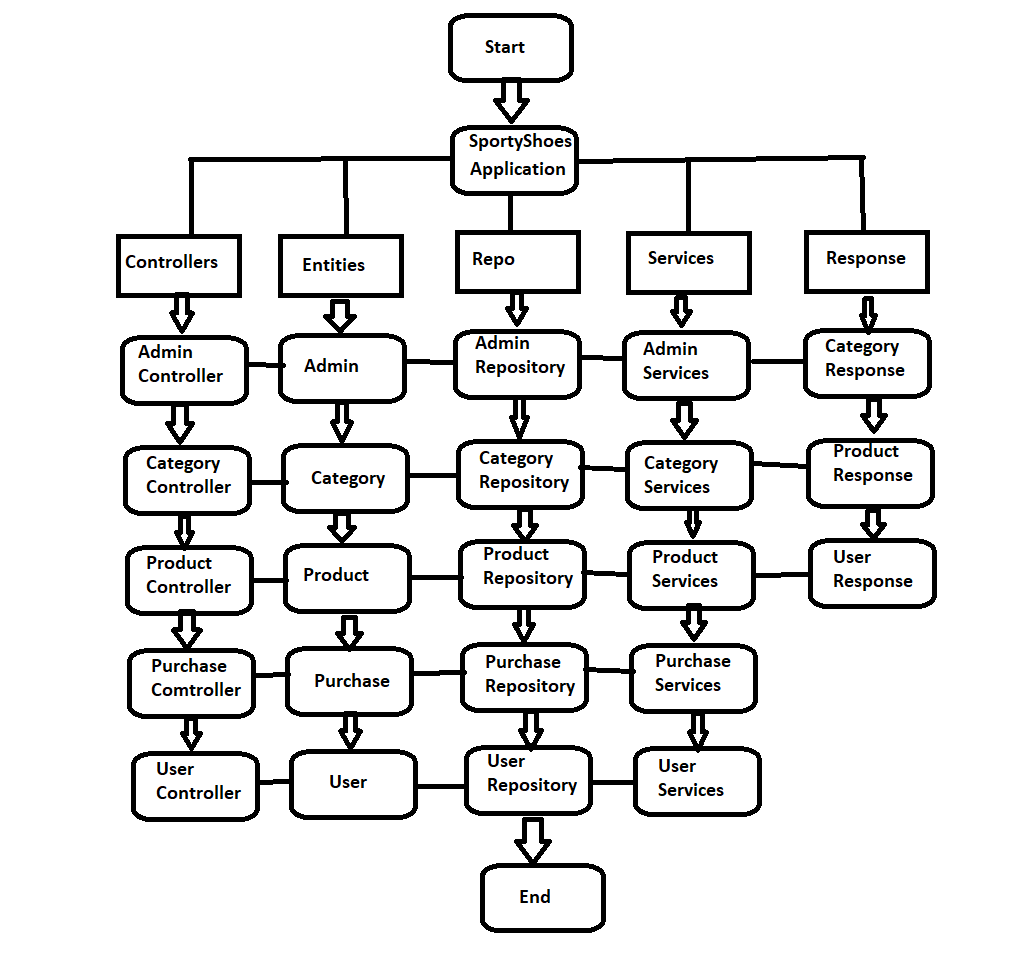 Start
SportyShoes
Application
Controllers
Entities
Repo
Services
Response
Admin
Controller
Admin
Admin
Repository
Admin
Services
Category
Response
Category
Controller
Category
Category
Repository
Category
Services
Product
Response
Product
Controller
Product
Product
Repository
Product
Services
User
Response
Purchase
Comtroller
Purchase
Purchase
Repository
Purchase
Services
User
Controller
User
User
Repository
User
Services
End